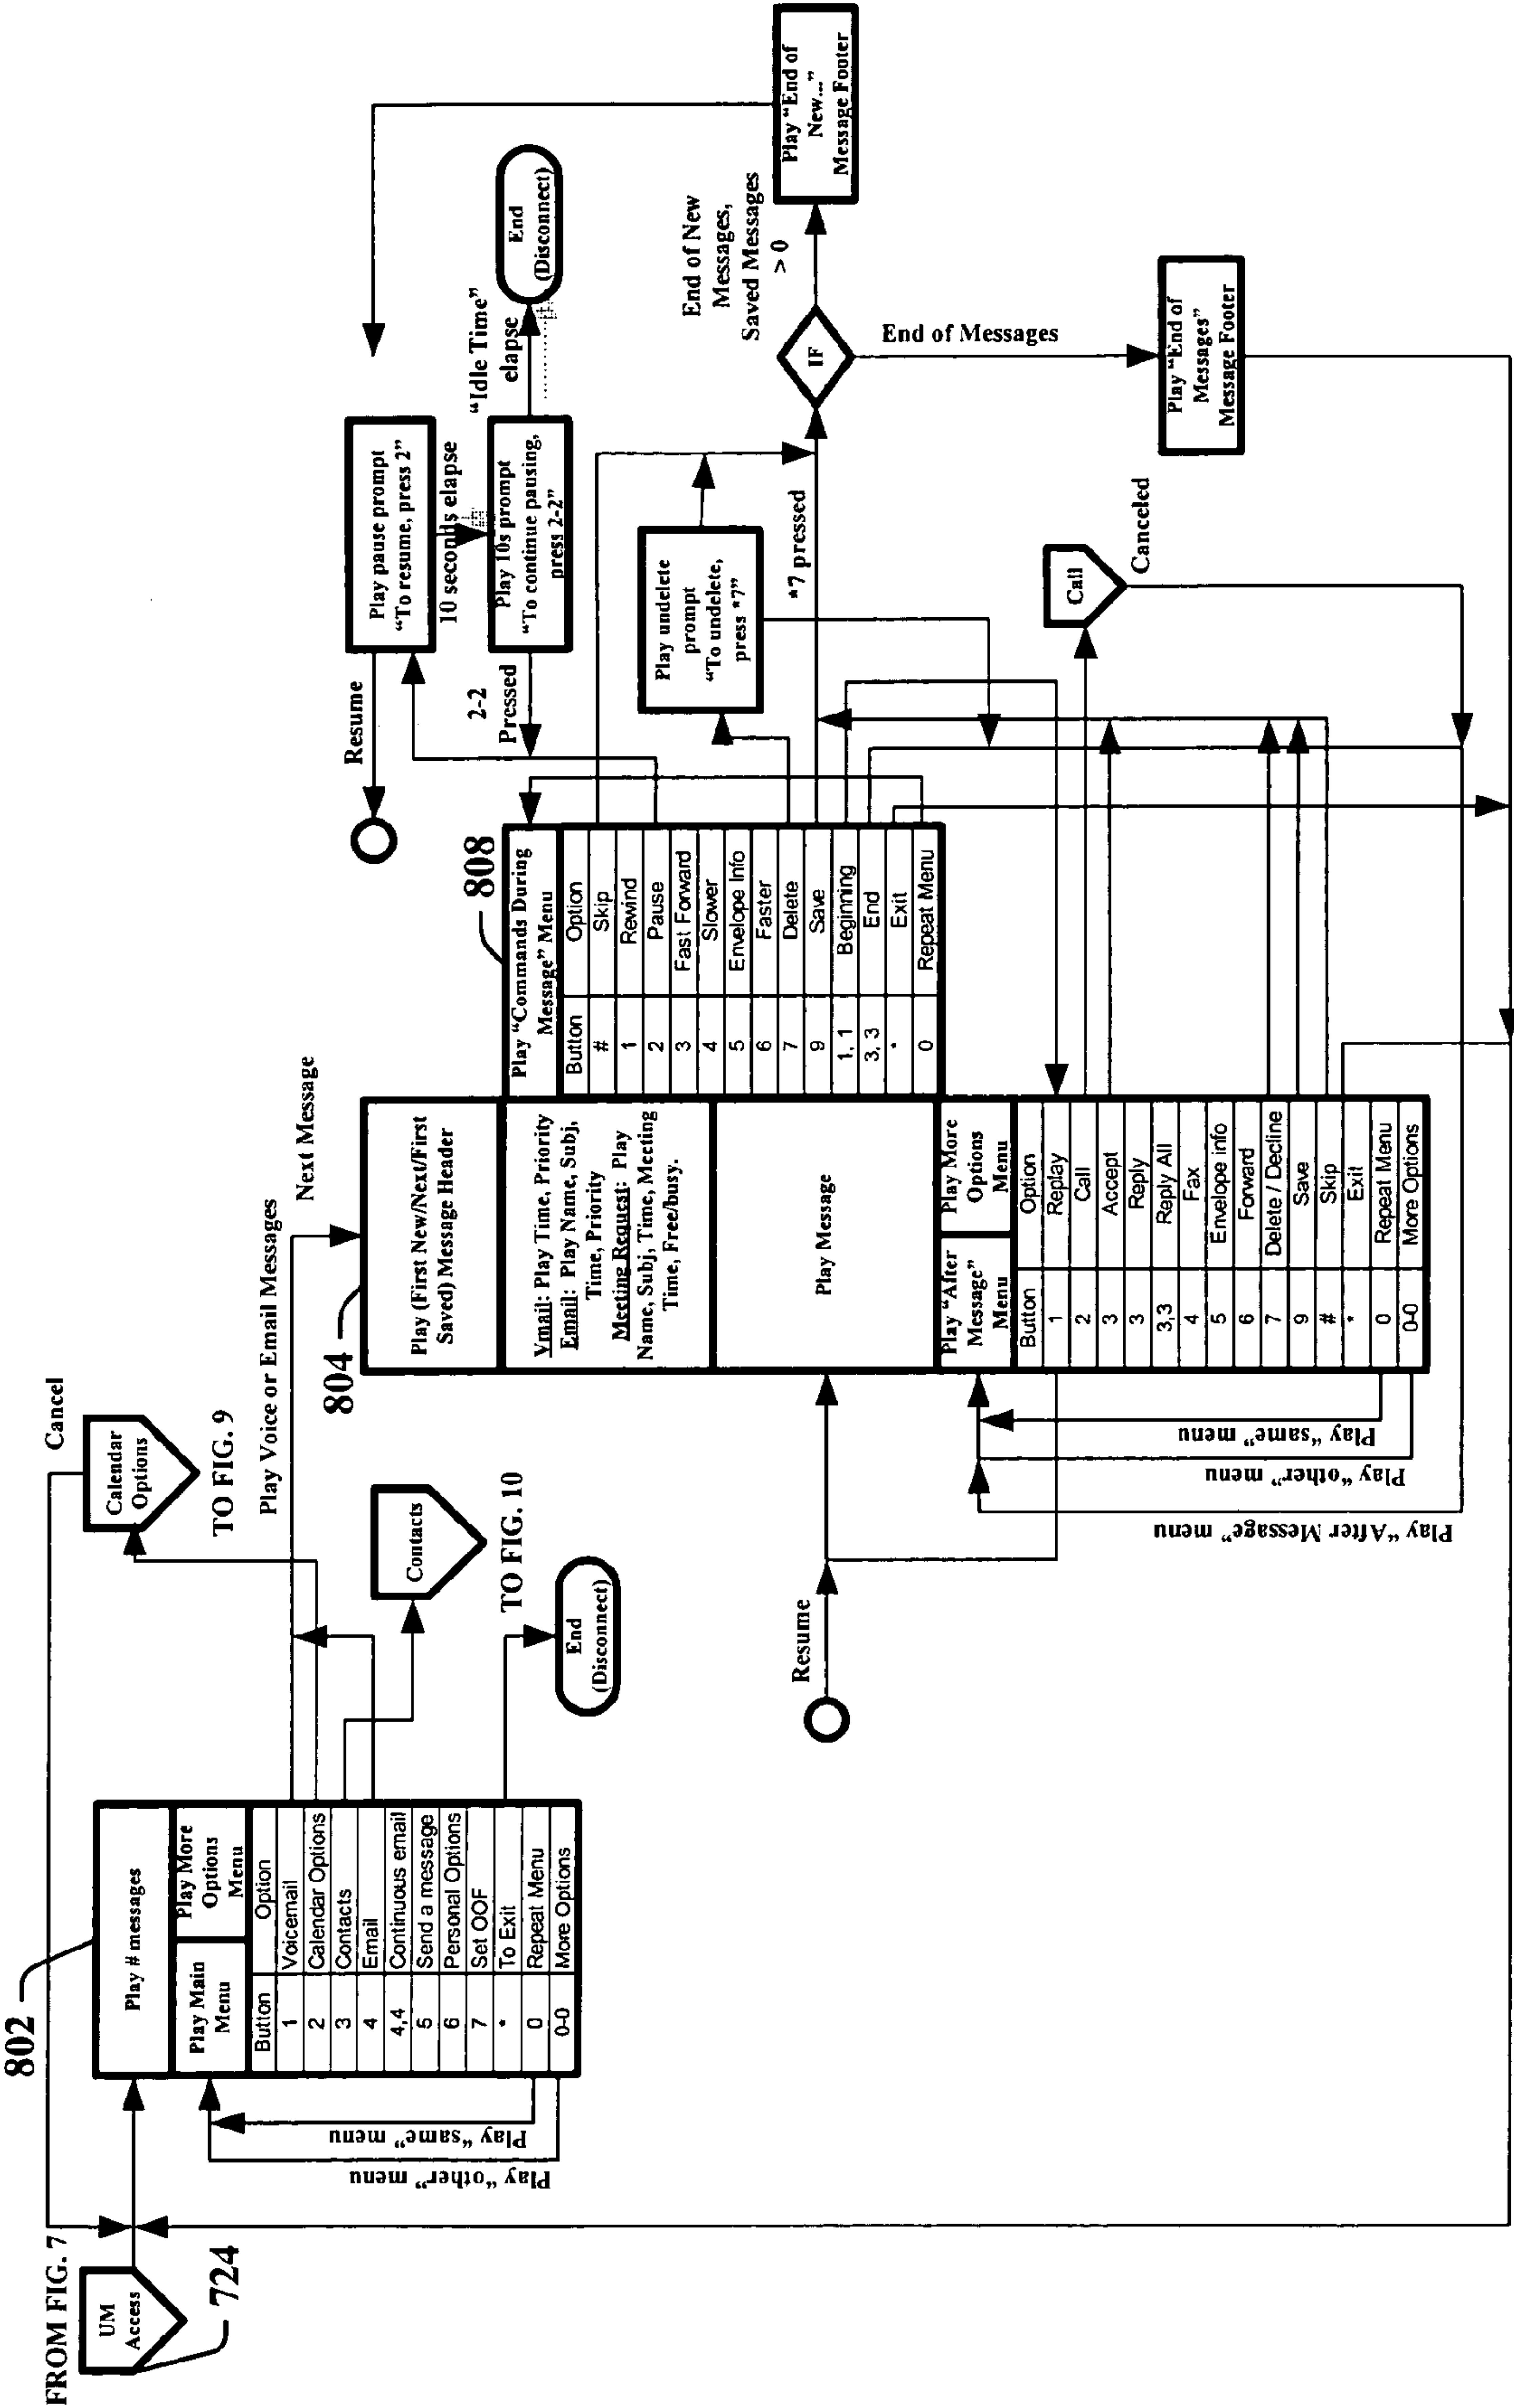 FROM FIG. 7
UM
Access
724
802
Play # messages
Play Main
Menu
Play More
Options
Menu
Button Option
1 Voicemail
2 Calendar Options
3 Contacts
4 Email
4,4 Continuous email
5 Send a message
6 Personal Options
7 Set OOF
* To Exit
0 Repeat Menu
0-0 More Options
Play “same” menu
Play “other” menu
Cancel
Calendar
Options
TO FIG. 9
Play Voice or Email Messages
Contacts
TO FIG. 10
End
(Disconnect)
Resume
Next Message
804
Play (First New/Next/First
Saved) Message Header
Vmail: Play Time, Priority
Email: Play Name, Subj,
Time, Priority
Meeting Request: Play
Name, Subj, Time, Meeting
Time, Free/busy.
Play Message
Play “After
Message”
Menu
Play More
Options
Menu
Button Option
1 Replay
2 Call
3 Accept
3 Reply
3,3 Reply All
4 Fax
5 Envelope info
6 Forward
7 Delete / Decline
9 Save
# Skip
* Exit
0 Repeat Menu
0-0 More Options
Play “same” menu
Play “other” menu
Play “After Message” menu
808
Play “Commands During
Message” Menu
Button Option
# Skip
1 Rewind
2 Pause
3 Fast Forward
4 Slower
5 Envelope Info
6 Faster
7 Delete
9 Save
1, 1 Beginning
3, 3 End
* Exit
0 Repeat Menu
Resume
Play pause prompt
“To resume, press 2”
10 seconds elapse
2-2
Pressed
Play 10s prompt
“To continue pausing,
press 2-2”
“Idle Time”
elapse
End
(Disconnect)
Play undelete
prompt
“To undelete,
press *7”
*7 pressed
IF
End of New
Messages,
Saved Messages
> 0
Play “End of
New...”
Message Footer
End of Messages
Play “End of
Messages”
Message Footer
Call
Canceled